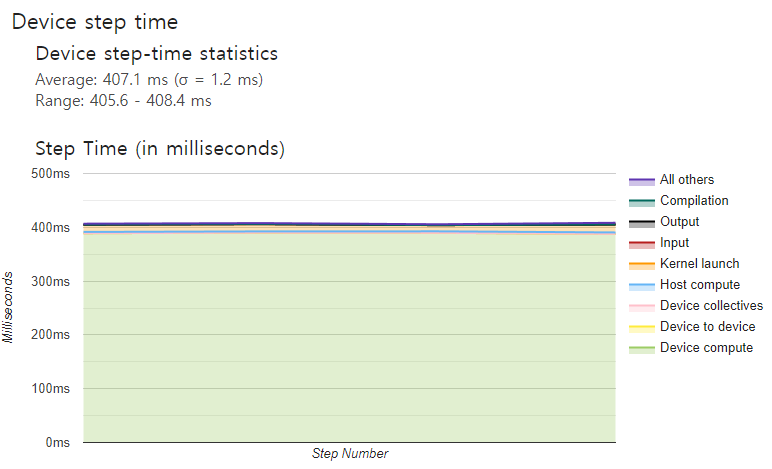 Device step time
Device step-time statistics
Average: 407.1 ms (σ = 1.2 ms)
Range: 405.6 - 408.4 ms
Step Time (in milliseconds)
500ms
400ms
300ms
200ms
100ms
0ms
Milliseconds
Step Number
All others
Compilation
Output
Input
Kernel launch
Host compute
Device collectives
Device to device
Device compute